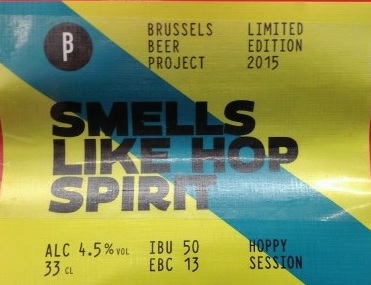 β
BRUSSELS
BEER
PROJECT
LIMITED
EDITION
2015
SMELLS
LIKE HOP
SPIRIT
ALC 4.5% VOL
33 CL
IBU 50
EBC 13
HOPPY
SESSION